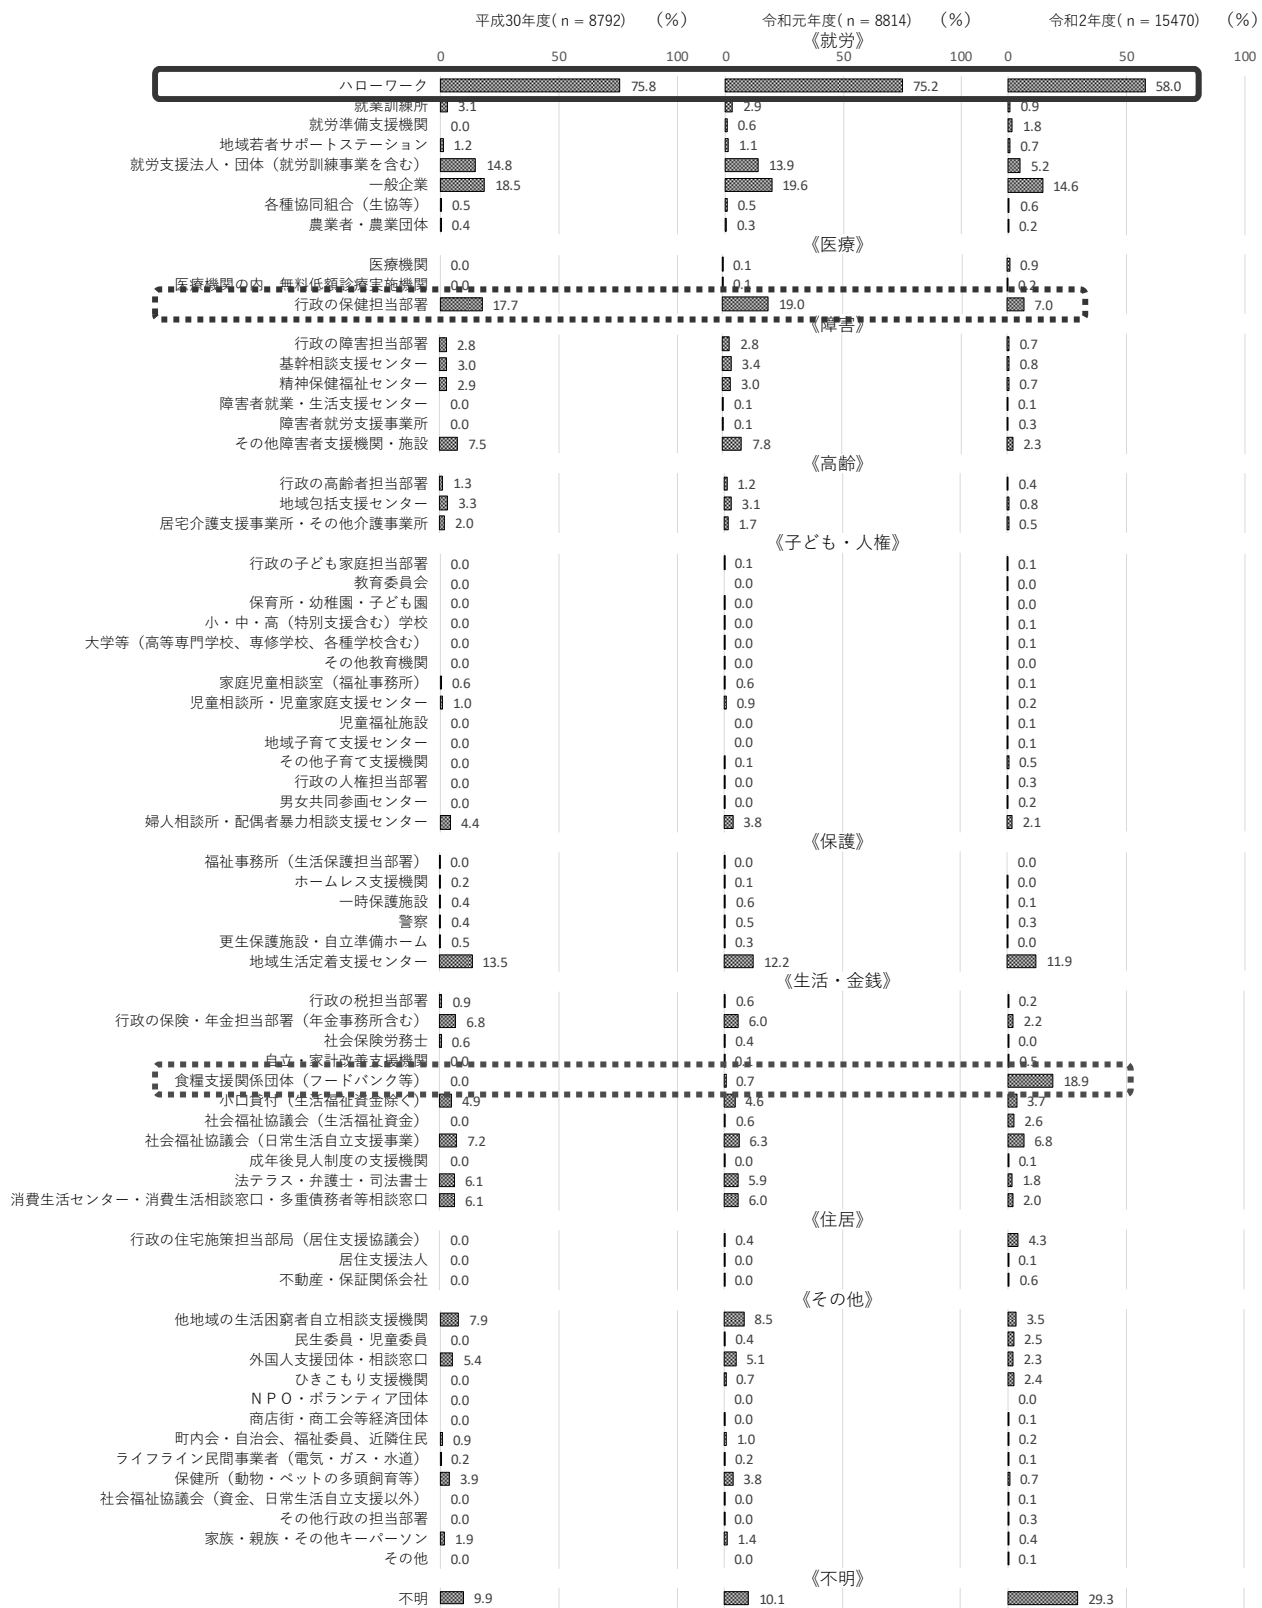 平成30年度( n = 8792) （%） 令和元年度( n = 8814) （%） 令和2年度( n = 15470) （%）
《就労》
0 50 100 0 50 100 0 50 100
ハローワーク 75.8 75.2 58.0
就業訓練所 3.1 2.9 0.9
就労準備支援機関 0.0 0.6 1.8
地域若者サポートステーション 1.2 1.1 0.7
就労支援法人・団体（就労訓練事業を含む） 14.8 13.9 5.2
一般企業 18.5 19.6 14.6
各種協同組合（生協等） 0.5 0.5 0.6
農業者・農業団体 0.4 0.3 0.2
《医療》
医療機関 0.0 0.1 0.9
医療機関の内、無料低額診療実施機関 0.0 0.1 0.2
行政の保健担当部署 17.7 19.0 7.0
《障害》
行政の障害担当部署 2.8 2.8 0.7
基幹相談支援センター 3.0 3.4 0.8
精神保健福祉センター 2.9 3.0 0.7
障害者就業・生活支援センター 0.0 0.1 0.1
障害者就労支援事業所 0.0 0.1 0.3
その他障害者支援機関・施設 7.5 7.8 2.3
《高齢》
行政の高齢者担当部署 1.3 1.2 0.4
地域包括支援センター 3.3 3.1 0.8
居宅介護支援事業所・その他介護事業所 2.0 1.7 0.5
《子ども・人権》
行政の子ども家庭担当部署 0.0 0.1 0.1
教育委員会 0.0 0.0 0.0
保育所・幼稚園・子ども園 0.0 0.0 0.0
小・中・高（特別支援含む）学校 0.0 0.0 0.1
大学等（高等専門学校、専修学校、各種学校含む） 0.0 0.0 0.1
その他教育機関 0.0 0.0 0.0
家庭児童相談室（福祉事務所） 0.6 0.6 0.1
児童相談所・児童家庭支援センター 1.0 0.9 0.2
児童福祉施設 0.0 0.0 0.1
地域子育て支援センター 0.0 0.0 0.1
その他子育て支援機関 0.0 0.1 0.5
行政の人権担当部署 0.0 0.0 0.3
男女共同参画センター 0.0 0.0 0.2
婦人相談所・配偶者暴力相談支援センター 4.4 3.8 2.1
《保護》
福祉事務所（生活保護担当部署） 0.0 0.0 0.0
ホームレス支援機関 0.2 0.1 0.0
一時保護施設 0.4 0.6 0.1
警察 0.4 0.5 0.3
更生保護施設・自立準備ホーム 0.5 0.3 0.0
地域生活定着支援センター 13.5 12.2 11.9
《生活・金銭》
行政の税担当部署 0.9 0.6 0.2
行政の保険・年金担当部署（年金事務所含む） 6.8 6.0 2.2
社会保険労務士 0.6 0.4 0.0
自立・家計改善支援機関 0.0 0.1 0.5
食糧支援関係団体（フードバンク等） 0.0 0.7 18.9
小口貸付（生活福祉資金除く） 4.9 4.6 3.7
社会福祉協議会（生活福祉資金） 0.0 0.6 2.6
社会福祉協議会（日常生活自立支援事業） 7.2 6.3 6.8
成年後見人制度の支援機関 0.0 0.0 0.1
法テラス・弁護士・司法書士 6.1 5.9 1.8
消費生活センター・消費生活相談窓口・多重債務者等相談窓口 6.1 6.0 2.0
《住居》
行政の住宅施策担当部局（居住支援協議会） 0.0 0.4 4.3
居住支援法人 0.0 0.0 0.1
不動産・保証関係会社 0.0 0.0 0.6
《その他》
他地域の生活困窮者自立相談支援機関 7.9 8.5 3.5
民生委員・児童委員 0.0 0.4 2.5
外国人支援団体・相談窓口 5.4 5.1 2.3
ひきこもり支援機関 0.0 0.7 2.4
ＮＰＯ・ボランティア団体 0.0 0.0 0.0
商店街・商工会等経済団体 0.0 0.0 0.1
町内会・自治会、福祉委員、近隣住民 0.9 1.0 0.2
ライフライン民間事業者（電気・ガス・水道） 0.2 0.2 0.1
保健所（動物・ペットの多頭飼育等） 3.9 3.8 0.7
社会福祉協議会（資金、日常生活自立支援以外） 0.0 0.0 0.1
その他行政の担当部署 0.0 0.0 0.3
家族・親族・その他キーパーソン 1.9 1.4 0.4
その他 0.0 0.0 0.1
《不明》
不明 9.9 10.1 29.3